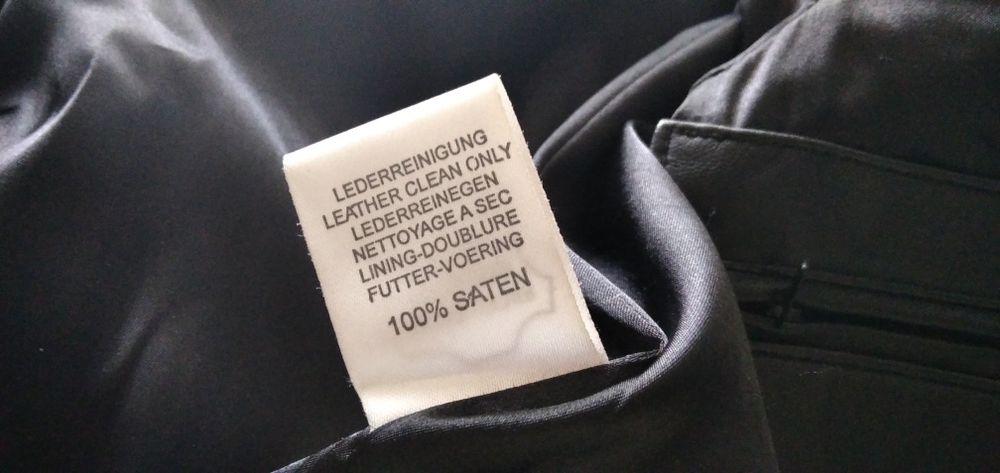 LEDERREINIGUNG
LEATHER CLEAN ONLY
LEDERREINEGEN
NETTOYAGE A SEC
LINING-DOUBLURE
FUTTER-VOERING
100% SATEN